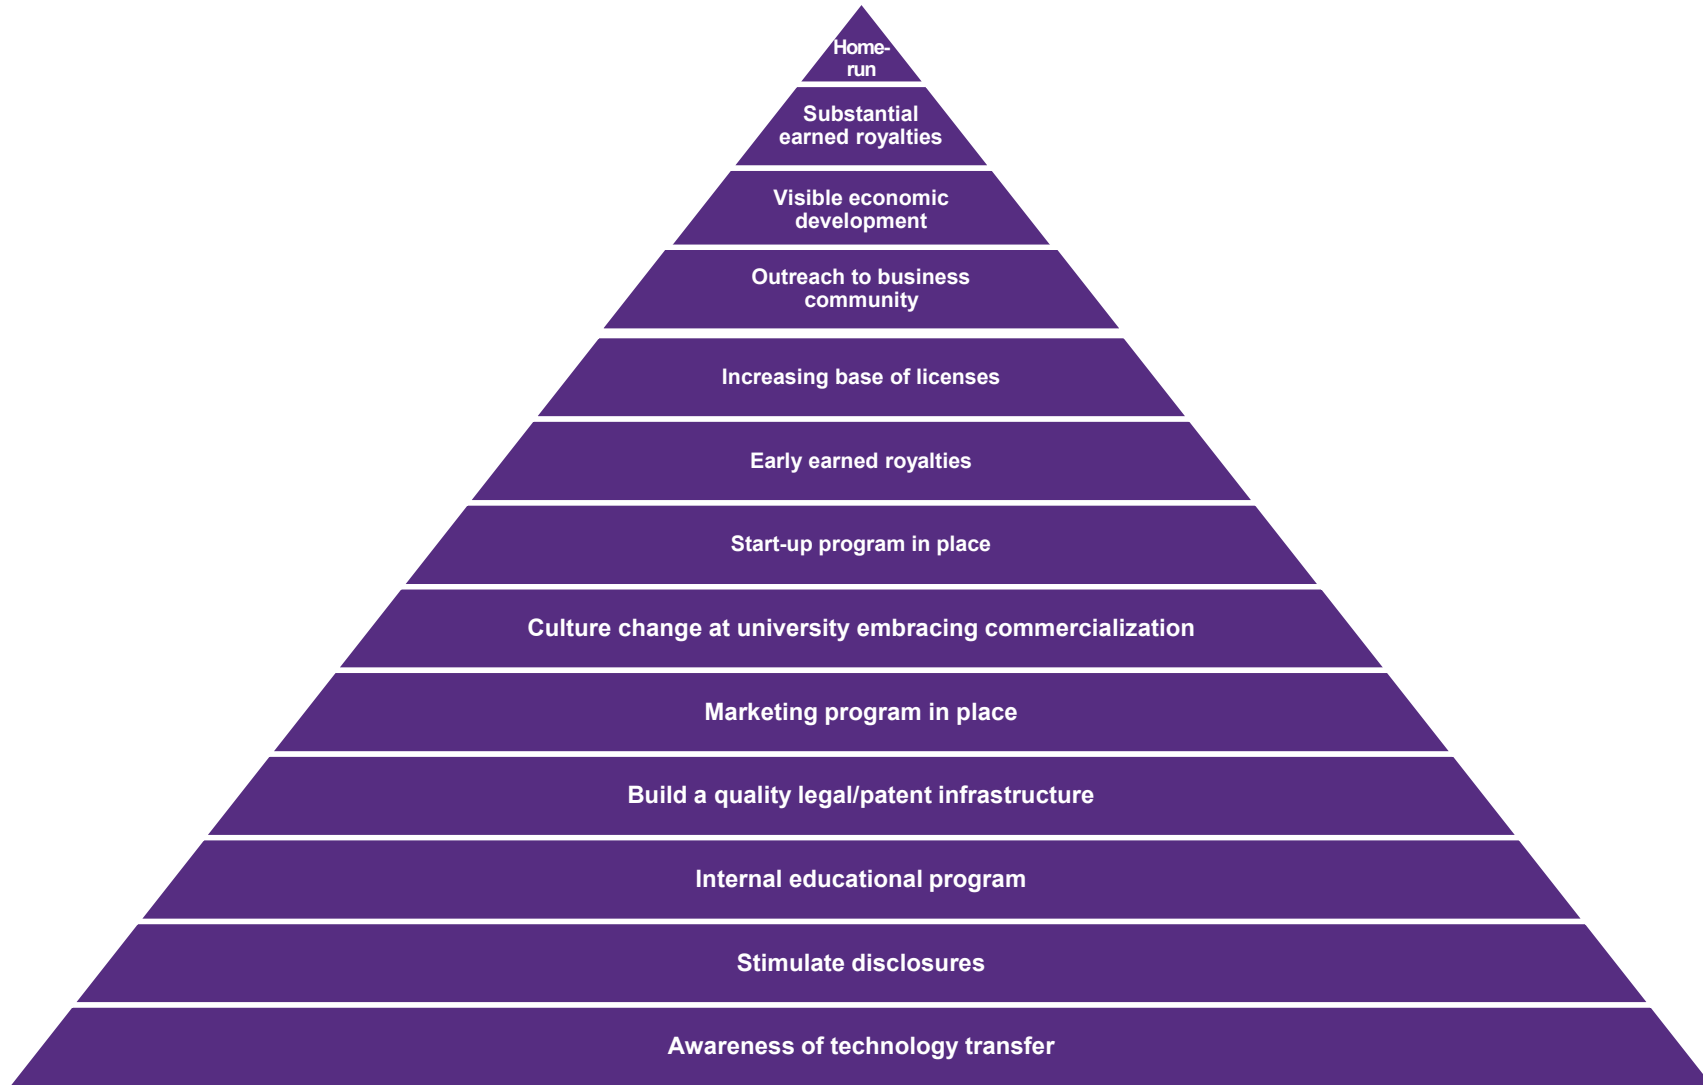 Home-
run
Substantial
earned royalties
Visible economic
development
Outreach to business
community
Increasing base of licenses
Early earned royalties
Start-up program in place
Culture change at university embracing commercialization
Marketing program in place
Build a quality legal/patent infrastructure
Internal educational program
Stimulate disclosures
Awareness of technology transfer